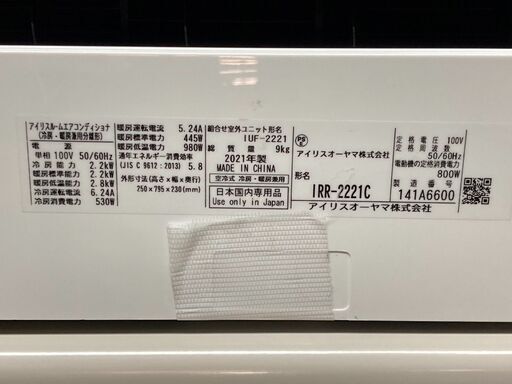 アイリスルームエアコンディショナ
(冷房・暖房兼用分離形)
電源
単相 100V 50/60Hz
冷房能力 2.2kW
暖房標準能力 2.2kW
暖房低温能力 2.8kW
冷房運転電流 6.24A
冷房消費電力 530W
暖房運転電流 5.24A
暖房標準電力 445W
暖房低温電力 980W
通年エネルギー消費効率
(JIS C 9612:2013) 5.8
外形寸法(高さ×幅×奥行)
250×795×230(mm)
組合せ室外ユニット形名
IUF-2221
総質量 9kg
2021年製
MADE IN CHINA
空冷式 冷房・暖房兼用
日本国内専用品
Use only in Japan
PSE
アイリスオーヤマ株式会社
形名
IRR-2221C
アイリスオーヤマ株式会社
定格電圧 100V
定格周波数
50/60Hz
電動機の定格消費電力
800W
製造番号
141A6600